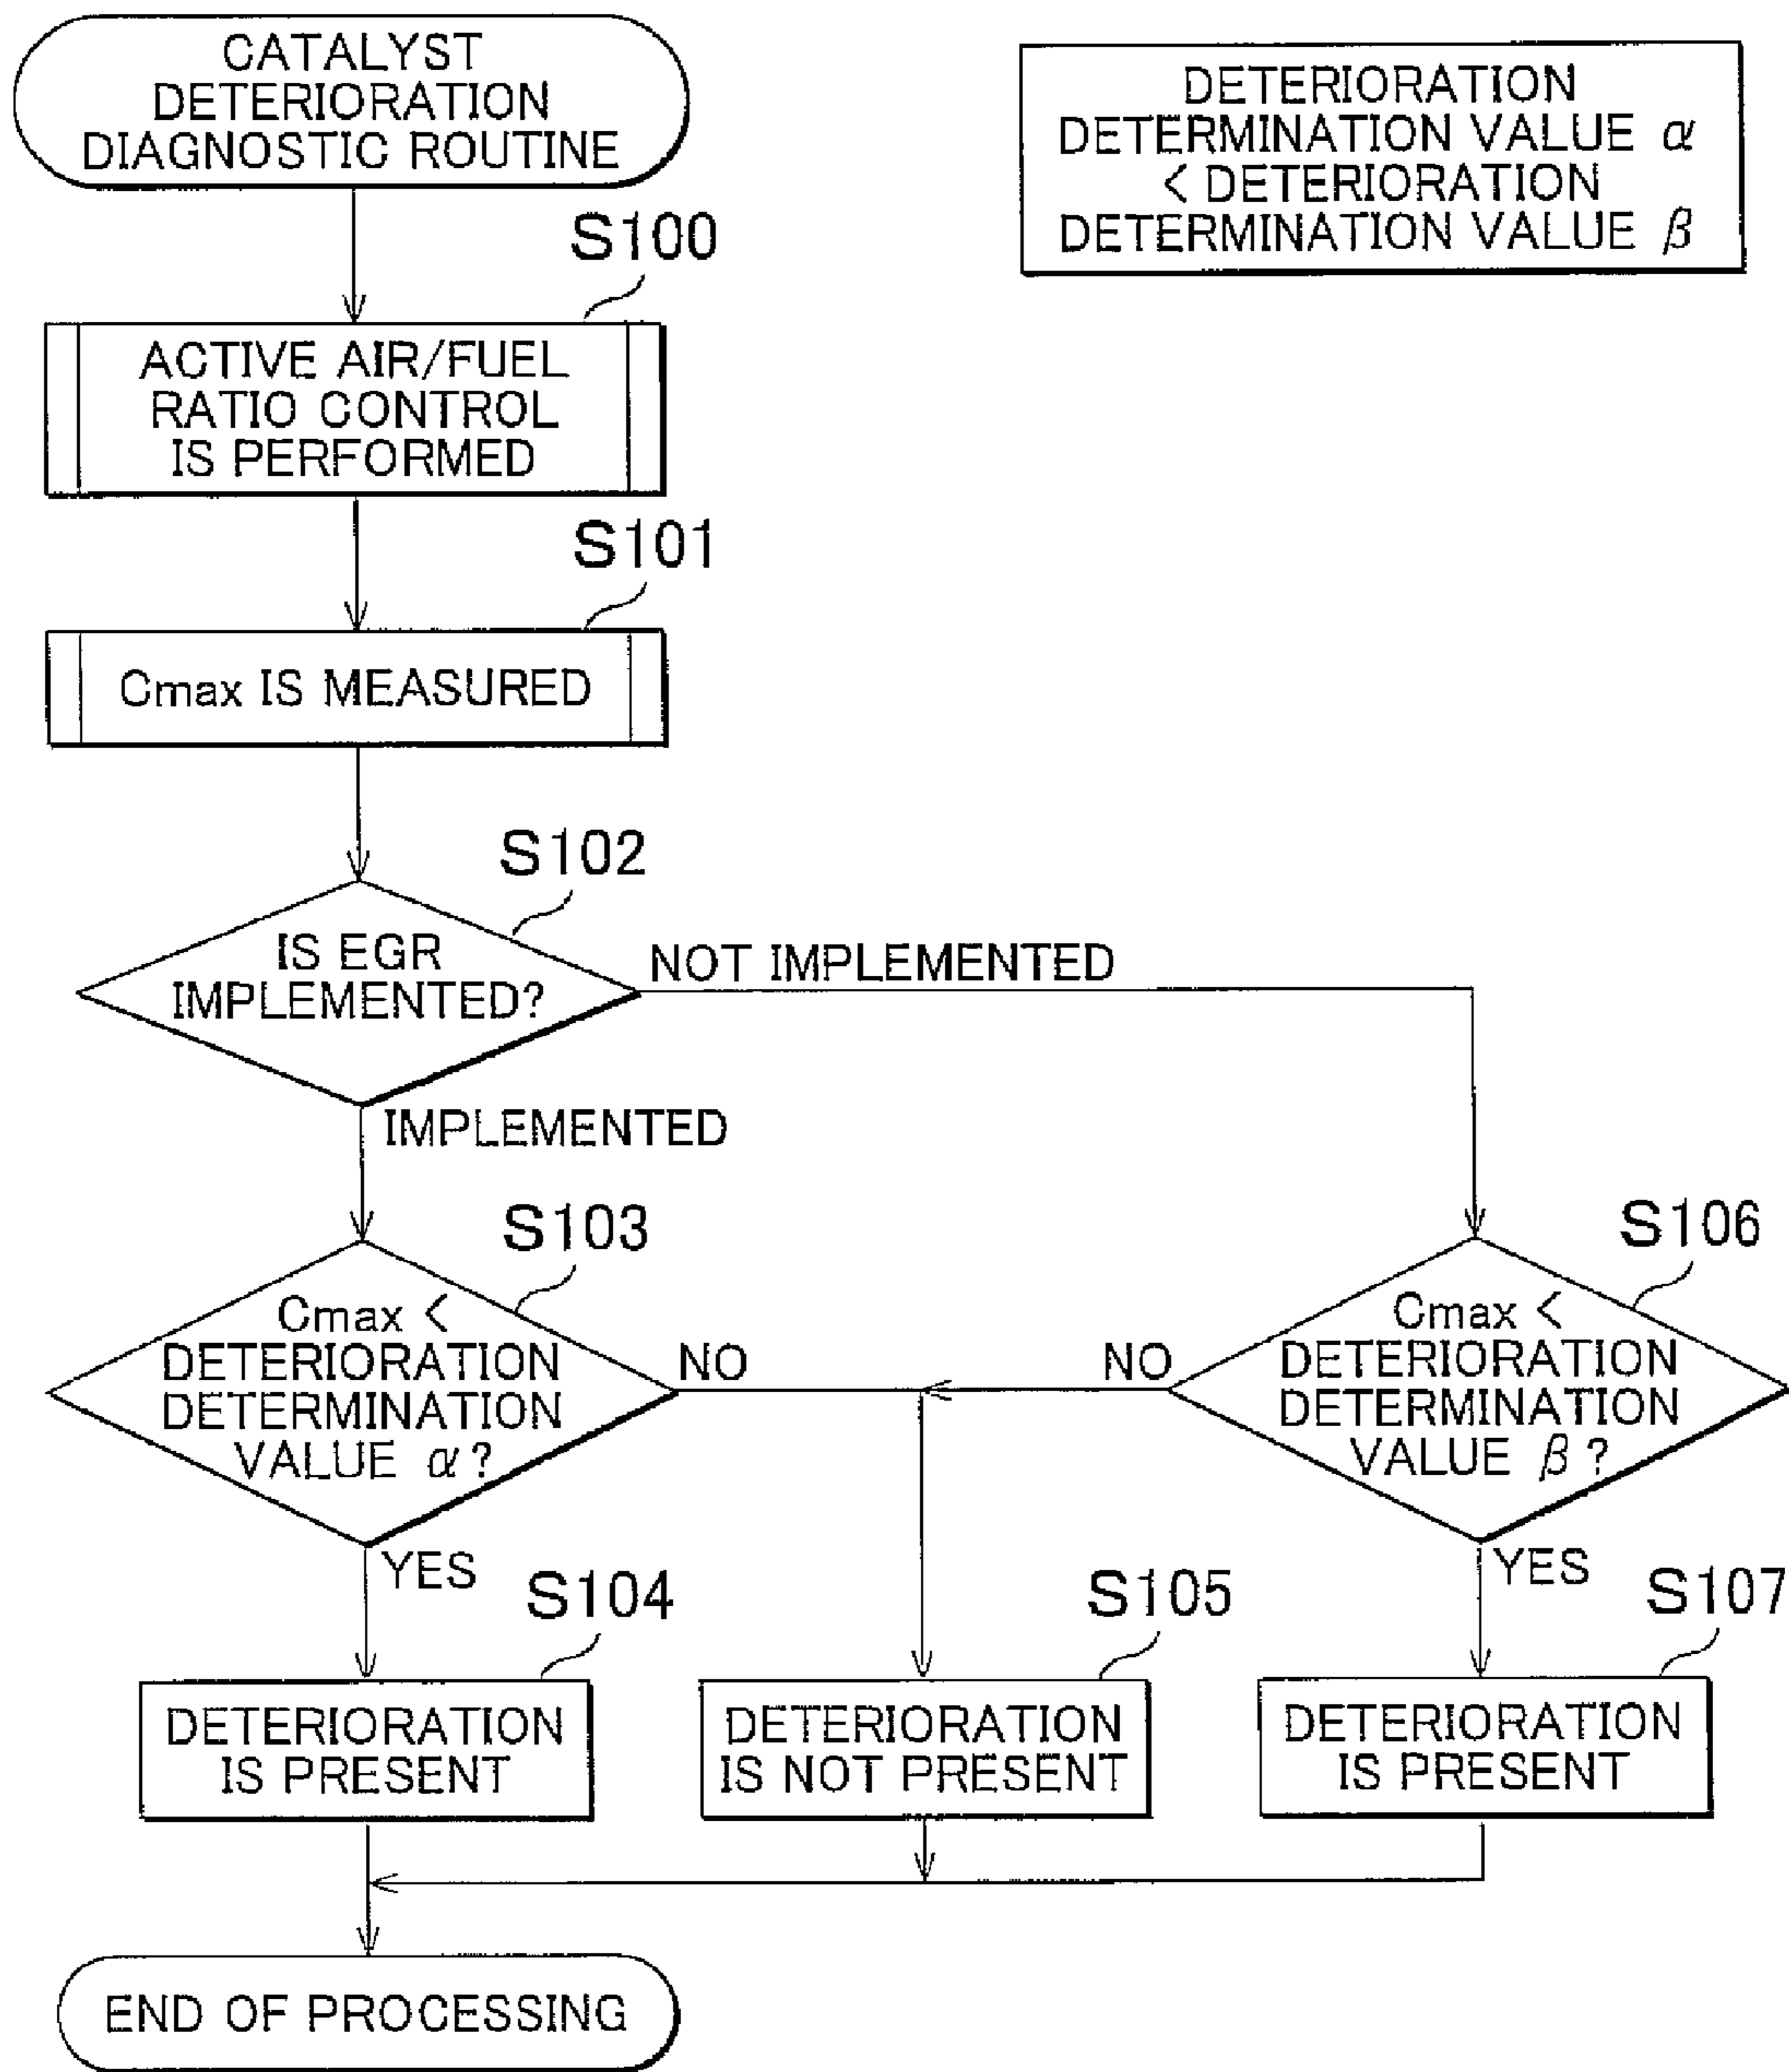 CATALYST
DETERIORATION
DIAGNOSTIC ROUTINE
DETERIORATION
DETERMINATION VALUE α
< DETERIORATION
DETERMINATION VALUE β
S100
ACTIVE AIR/FUEL
RATIO CONTROL
IS PERFORMED
S101
Cmax IS MEASURED
S102
IS EGR
IMPLEMENTED?
NOT IMPLEMENTED
IMPLEMENTED
S103
Cmax <
DETERIORATION
DETERMINATION
VALUE α?
NO
S106
Cmax <
DETERIORATION
DETERMINATION
VALUE β?
NO
YES
YES
S104
DETERIORATION
IS PRESENT
S105
DETERIORATION
IS NOT PRESENT
S107
DETERIORATION
IS PRESENT
END OF PROCESSING